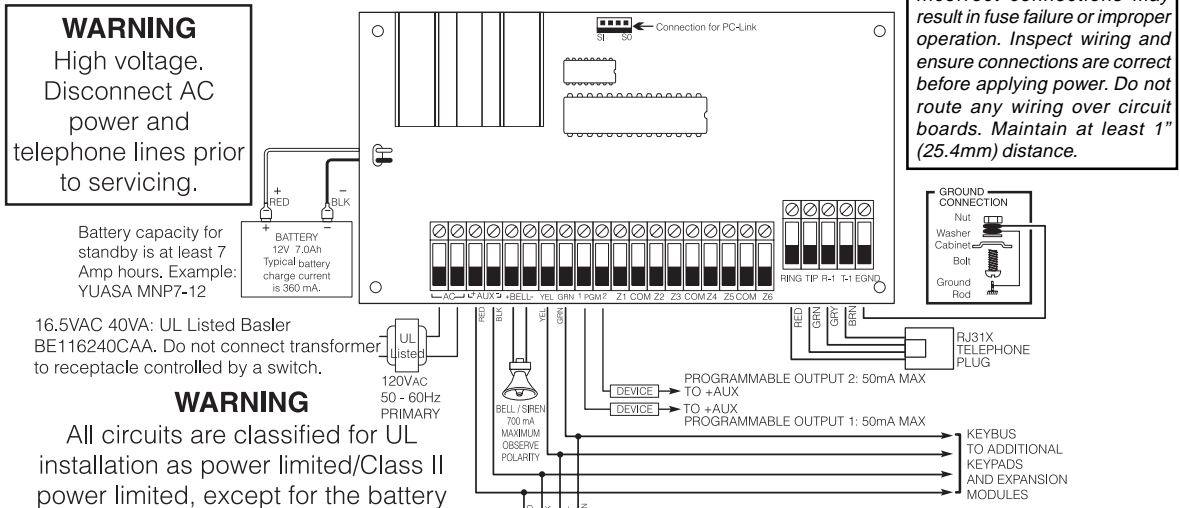 WARNING
High voltage.
Disconnect AC
power and
telephone lines prior
to servicing.
Connection for PC-Link
SI SO
result in fuse failure or improper
operation. Inspect wiring and
ensure connections are correct
before applying power. Do not
route any wiring over circuit
boards. Maintain at least 1”
(25.4mm) distance.
+ −
RED BLK
+ −
BATTERY
12V 7.0Ah
Typical battery
charge current
is 360 mA.
Battery capacity for
standby is at least 7
Amp hours. Example:
YUASA MNP7-12
GROUND
CONNECTION
Nut
Washer
Cabinet
Bolt
Ground
Rod
AC + AUX - +BELL- YEL GRN 1 PGM 2 Z1 COM Z2 Z3 COM Z4 Z5 COM Z6
RING TIP R-1 T-1 EGND
RED BLK YEL GRN
RED GRN GRY BRN
RJ31X
TELEPHONE
PLUG
16.5VAC 40VA: UL Listed Basler
BE116240CAA. Do not connect transformer
to receptacle controlled by a switch.
UL
Listed
120VAC
50 - 60Hz
PRIMARY
BELL / SIREN
700 mA
MAXIMUM
OBSERVE
POLARITY
PROGRAMMABLE OUTPUT 2: 50mA MAX
DEVICE TO +AUX
DEVICE TO +AUX
PROGRAMMABLE OUTPUT 1: 50mA MAX
KEYBUS
TO ADDITIONAL
KEYPADS
AND EXPANSION
MODULES
WARNING
All circuits are classified for UL
installation as power limited/Class II
power limited, except for the battery